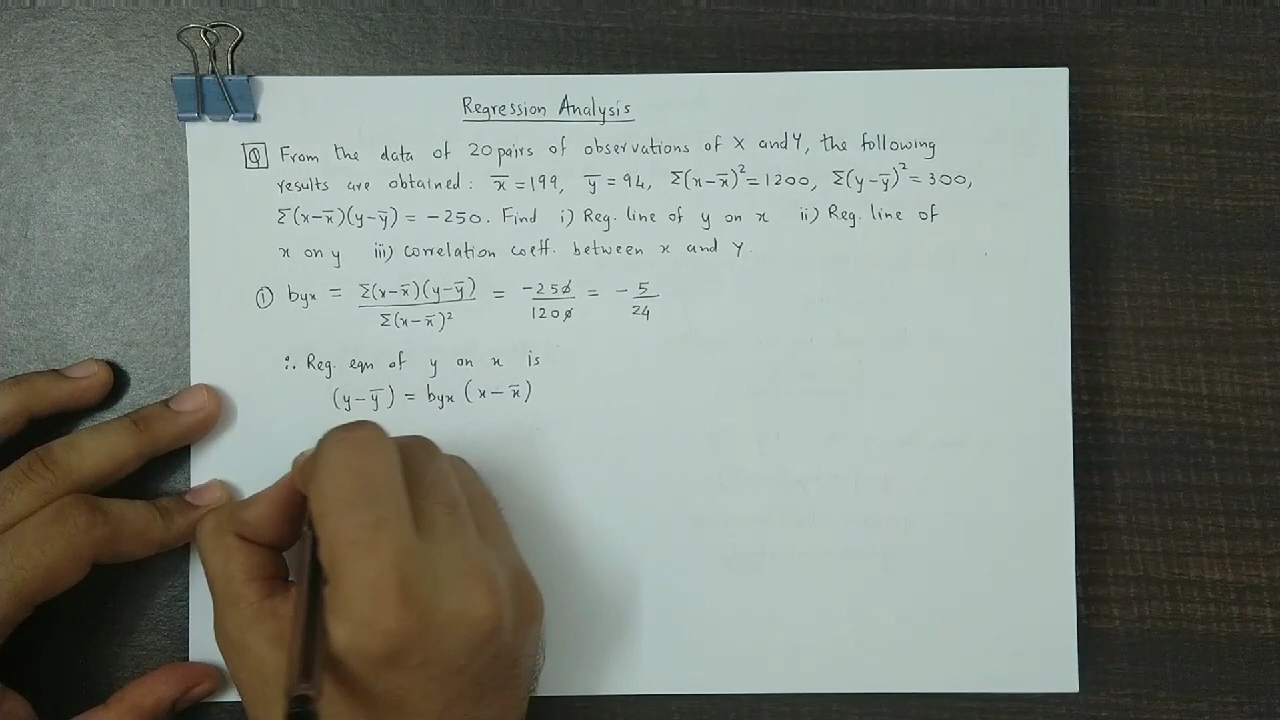 Regression Analysis
Q From the data of 20 pairs of observations of X and Y, the following
results are obtained: x̄ = 199, ȳ = 94, Σ(x-x̄)² = 1200, Σ(y-ȳ)² = 300,
Σ(x-x̄)(y-ȳ) = -250. Find i) Reg. line of y on x ii) Reg. line of
x on y iii) correlation coeff. between x and y.
① byx = Σ(x-x̄)(y-ȳ) / Σ(x-x̄)² = -250 / 1200 = - 5 / 24
∴ Reg. eqn of y on x is
(y-ȳ) = byx (x-x̄)